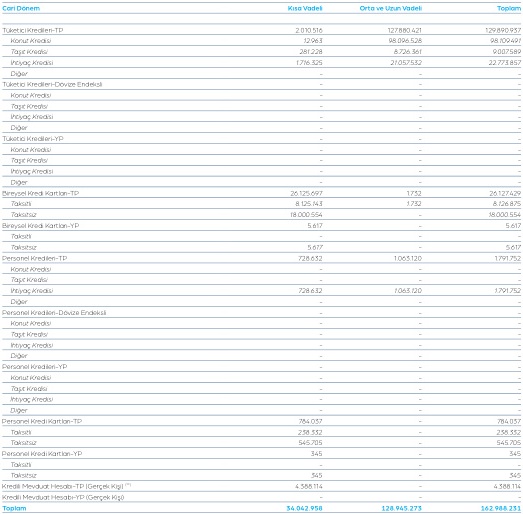 Cari Dönem Kısa Vadeli Orta ve Uzun Vadeli Toplam
Tüketici Kredileri-TP 2.010.516 127.880.421 129.890.937
Konut Kredisi 12.963 98.096.528 98.109.491
Taşıt Kredisi 281.228 8.726.361 9.007.589
İhtiyaç Kredisi 1.716.325 21.057.532 22.773.857
Diğer - - -
Tüketici Kredileri-Dövize Endeksli - - -
Konut Kredisi - - -
Taşıt Kredisi - - -
İhtiyaç Kredisi - - -
Diğer - - -
Tüketici Kredileri-YP - - -
Konut Kredisi - - -
Taşıt Kredisi - - -
İhtiyaç Kredisi - - -
Diğer - - -
Bireysel Kredi Kartları-TP 26.125.697 1.732 26.127.429
Taksitli 8.125.143 1.732 8.126.875
Taksitsiz 18.000.554 - 18.000.554
Bireysel Kredi Kartları-YP 5.617 - 5.617
Taksitli - - -
Taksitsiz 5.617 - 5.617
Personel Kredileri-TP 728.632 1.063.120 1.791.752
Konut Kredisi - - -
Taşıt Kredisi - - -
İhtiyaç Kredisi 728.632 1.063.120 1.791.752
Diğer - - -
Personel Kredileri-Dövize Endeksli - - -
Konut Kredisi - - -
Taşıt Kredisi - - -
İhtiyaç Kredisi - - -
Diğer - - -
Personel Kredileri-YP - - -
Konut Kredisi - - -
Taşıt Kredisi - - -
İhtiyaç Kredisi - - -
Diğer - - -
Personel Kredi Kartları-TP 784.037 - 784.037
Taksitli 238.332 - 238.332
Taksitsiz 545.705 - 545.705
Personel Kredi Kartları-YP 345 - 345
Taksitli - - -
Taksitsiz 345 - 345
Kredili Mevduat Hesabı-TP (Gerçek Kişi) 4.388.114 - 4.388.114
Kredili Mevduat Hesabı-YP (Gerçek Kişi) - - -
Toplam 34.042.958 128.945.273 162.988.231